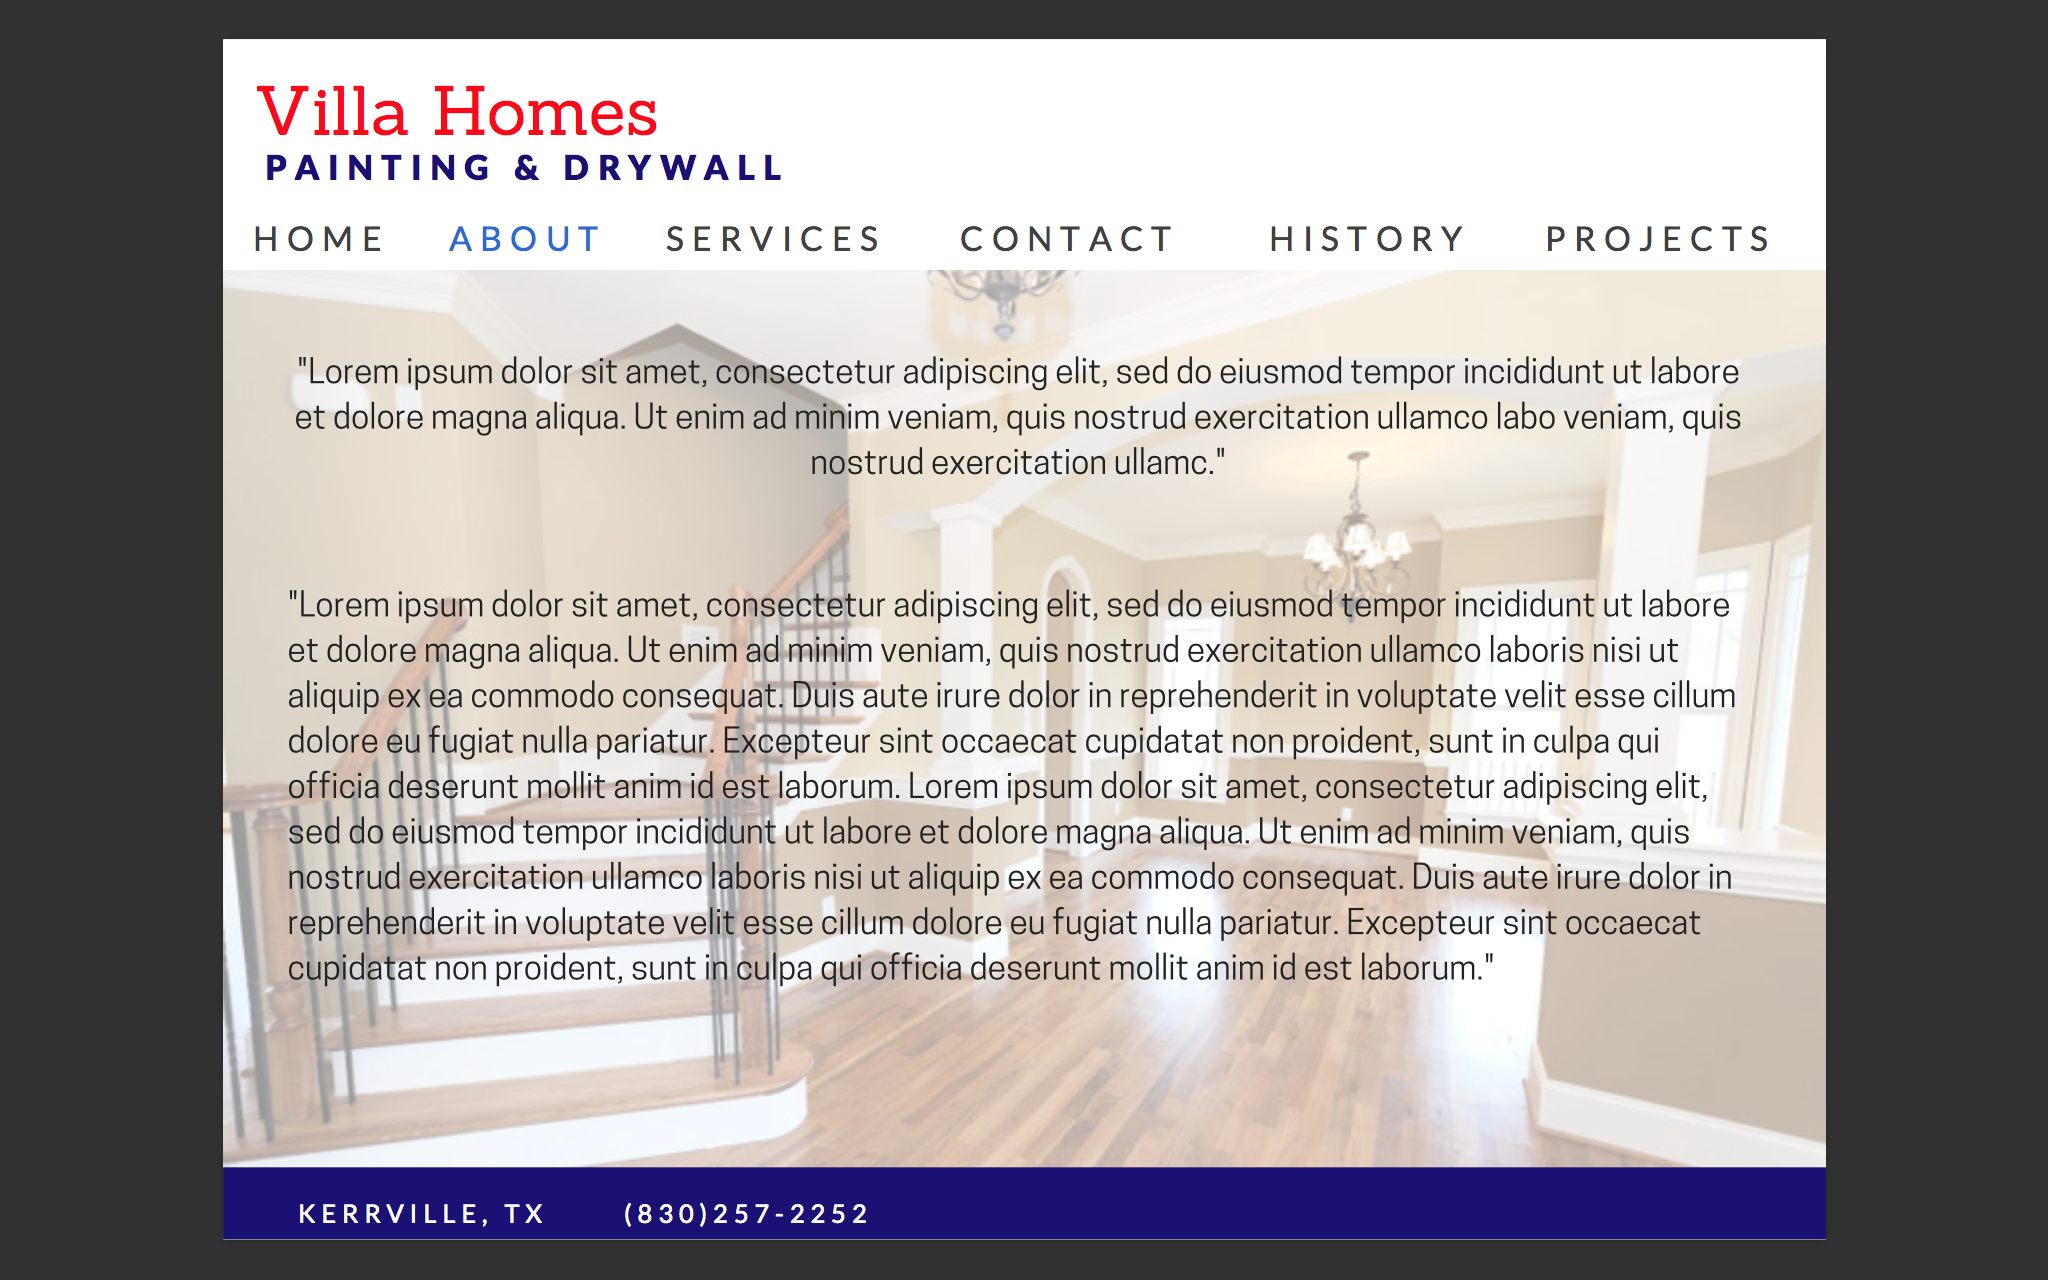 Villa Homes
PAINTING & DRYWALL
HOME ABOUT SERVICES CONTACT HISTORY PROJECTS
"Lorem ipsum dolor sit amet, consectetur adipiscing elit, sed do eiusmod tempor incididunt ut labore
et dolore magna aliqua. Ut enim ad minim veniam, quis nostrud exercitation ullamco labo veniam, quis
nostrud exercitation ullamc."
"Lorem ipsum dolor sit amet, consectetur adipiscing elit, sed do eiusmod tempor incididunt ut labore
et dolore magna aliqua. Ut enim ad minim veniam, quis nostrud exercitation ullamco laboris nisi ut
aliquip ex ea commodo consequat. Duis aute irure dolor in reprehenderit in voluptate velit esse cillum
dolore eu fugiat nulla pariatur. Excepteur sint occaecat cupidatat non proident, sunt in culpa qui
officia deserunt mollit anim id est laborum. Lorem ipsum dolor sit amet, consectetur adipiscing elit,
sed do eiusmod tempor incididunt ut labore et dolore magna aliqua. Ut enim ad minim veniam, quis
nostrud exercitation ullamco laboris nisi ut aliquip ex ea commodo consequat. Duis aute irure dolor in
reprehenderit in voluptate velit esse cillum dolore eu fugiat nulla pariatur. Excepteur sint occaecat
cupidatat non proident, sunt in culpa qui officia deserunt mollit anim id est laborum."
KERRVILLE, TX (830)257-2252